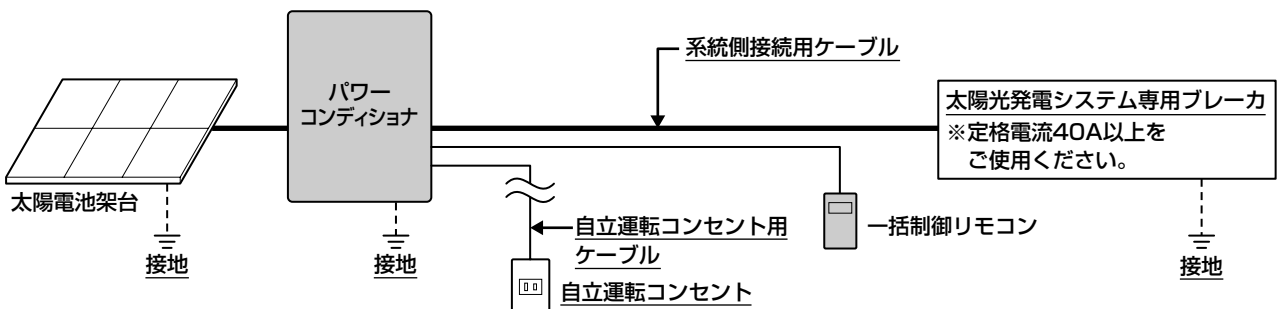 系統側接続用ケーブル
パワー
コンディショナ
太陽光発電システム専用ブレーカ
※定格電流40A以上を
ご使用ください。
太陽電池架台
自立運転コンセント用
ケーブル
一括制御リモコン
接地
接地
接地
自立運転コンセント